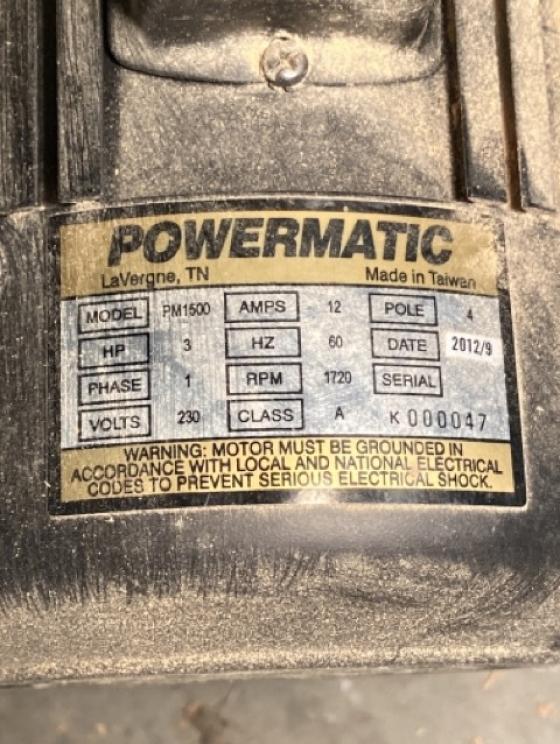 POWERMATIC
LaVergne, TN Made in Taiwan
MODEL PM1500 AMPS 12 POLE 4
HP 3 HZ 60 DATE 2012/9
PHASE 1 RPM 1720 SERIAL
VOLTS 230 CLASS A K 000047
WARNING: MOTOR MUST BE GROUNDED IN
ACCORDANCE WITH LOCAL AND NATIONAL ELECTRICAL
CODES TO PREVENT SERIOUS ELECTRICAL SHOCK.